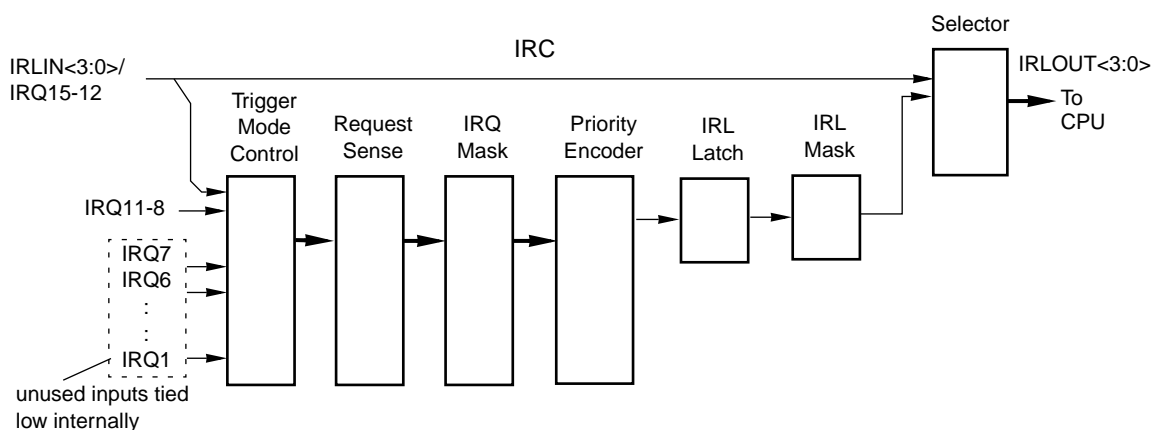 Selector
IRC
IRLIN<3:0>/
IRQ15-12
IRLOUT<3:0>
To
CPU
Trigger
Mode
Control
Request
Sense
IRQ
Mask
Priority
Encoder
IRL
Latch
IRL
Mask
IRQ11-8
IRQ7
IRQ6
:
:
IRQ1
unused inputs tied
low internally